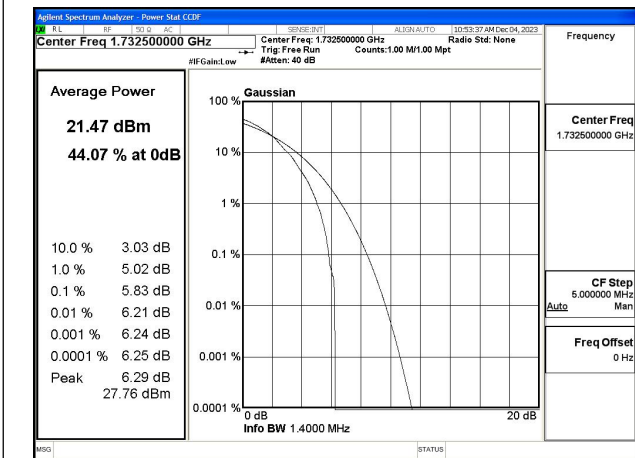 Agilent Spectrum Analyzer - Power Stat CCDF
RL RF 50 Ω AC SENSE:INT ALIGN AUTO 10:53:37 AM Dec 04, 2023
Center Freq 1.732500000 GHz
Center Freq: 1.732500000 GHz Radio Std: None
Trig: Free Run Counts:1.00 M/1.00 Mpt
#IFGain:Low #Atten: 40 dB
Frequency
Average Power
21.47 dBm
44.07 % at 0dB
10.0 % 3.03 dB
1.0 % 5.02 dB
0.1 % 5.83 dB
0.01 % 6.21 dB
0.001 % 6.24 dB
0.0001 % 6.25 dB
Peak 6.29 dB
27.76 dBm
Gaussian
100 %
10 %
1 %
0.1 %
0.01 %
0.001 %
0.0001 %
0 dB 20 dB
Info BW 1.4000 MHz
Center Freq
1.732500000 GHz
CF Step
5.000000 MHz
Auto Man
Freq Offset
0 Hz
MSG STATUS